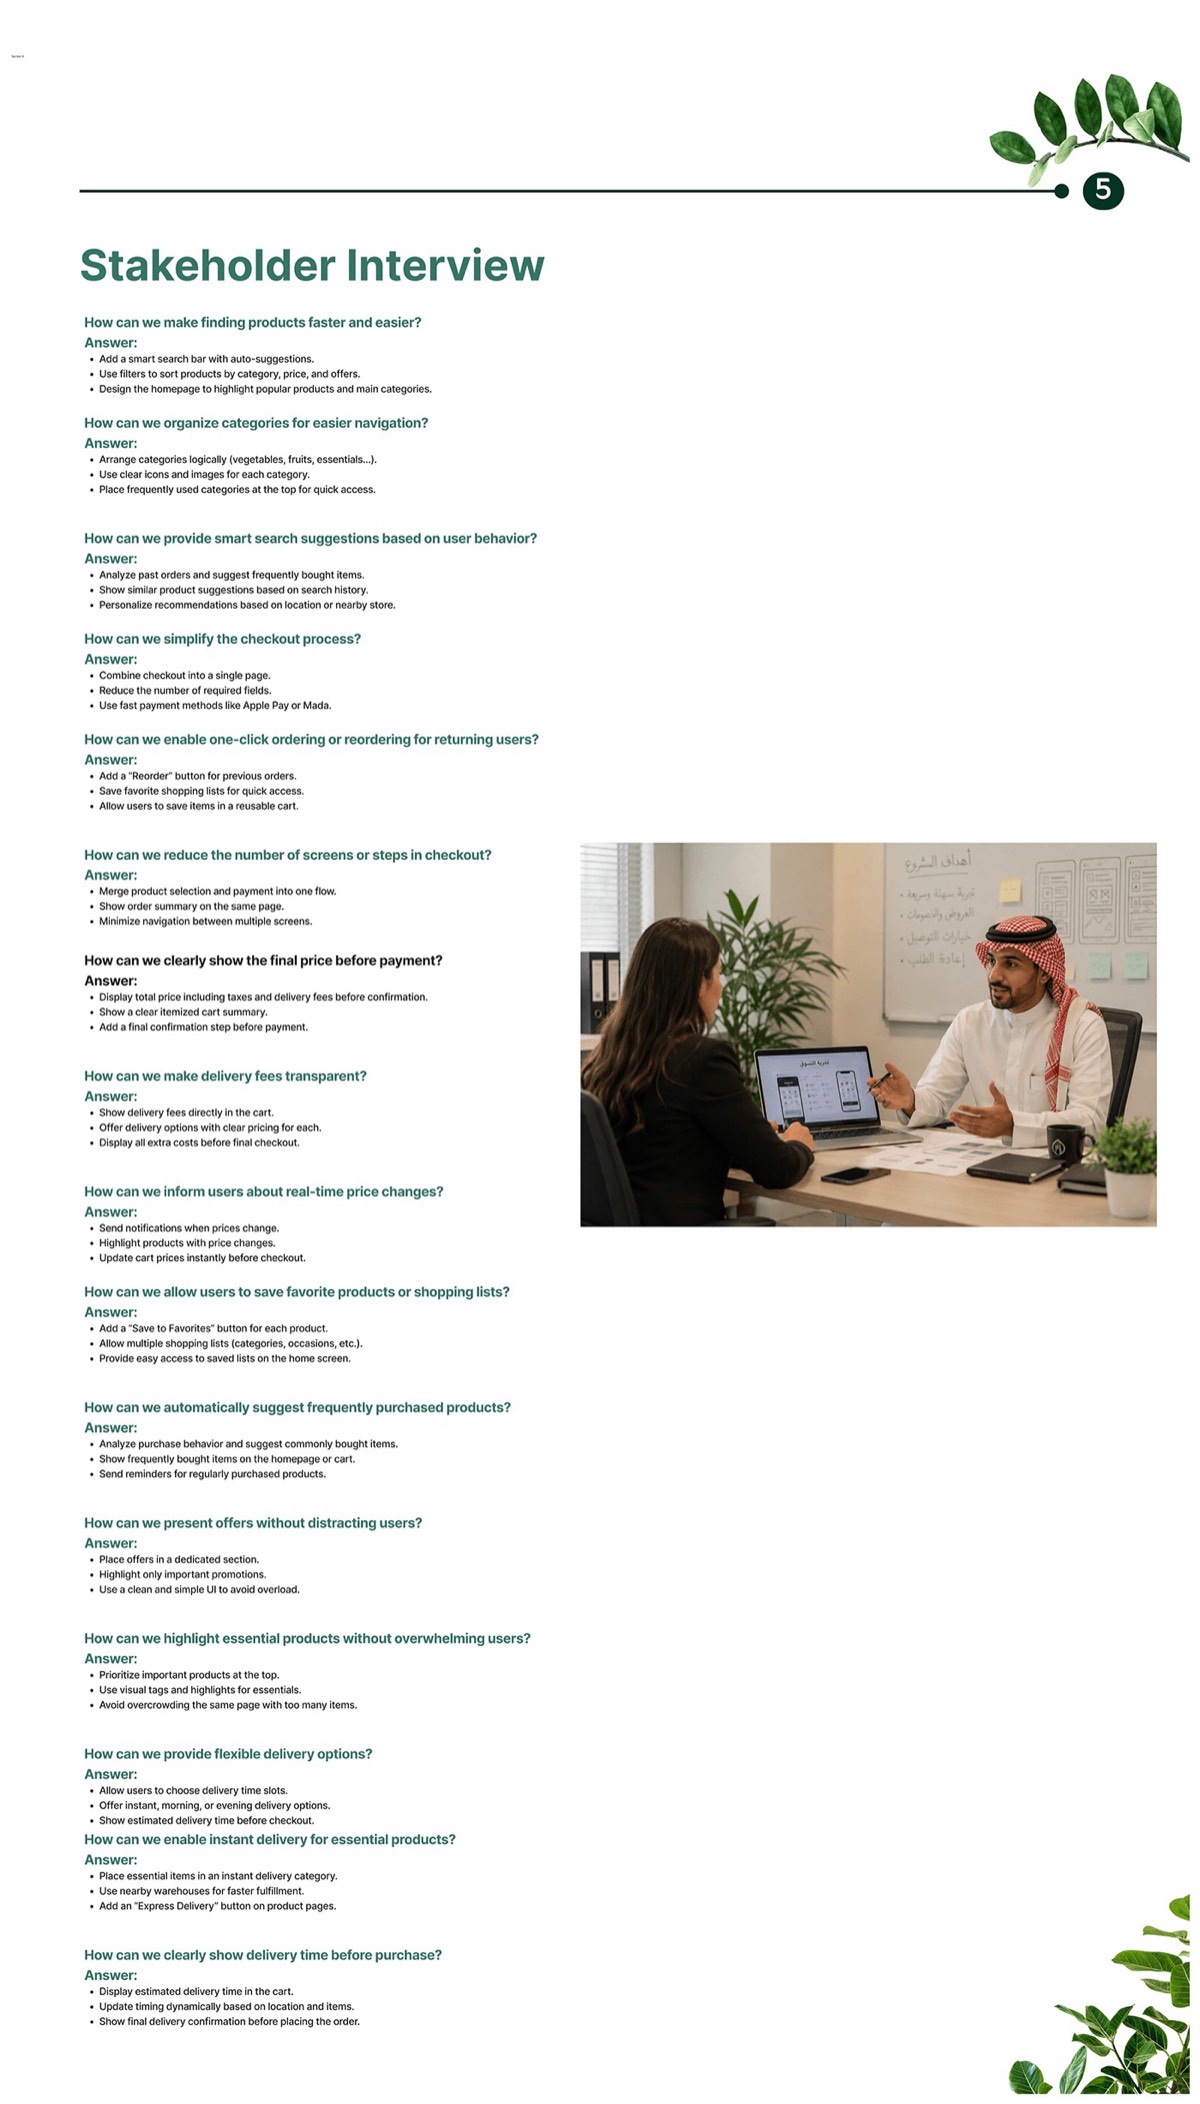 5
Stakeholder Interview
How can we make finding products faster and easier?
Answer:
• Add a smart search bar with auto-suggestions.
• Use filters to sort products by category, price, and offers.
• Design the homepage to highlight popular products and main categories.
How can we organize categories for easier navigation?
Answer:
• Arrange categories logically (vegetables, fruits, essentials...).
• Use clear icons and images for each category.
• Place frequently used categories at the top for quick access.
How can we provide smart search suggestions based on user behavior?
Answer:
• Analyze past orders and suggest frequently bought items.
• Show similar product suggestions based on search history.
• Personalize recommendations based on location or nearby store.
How can we simplify the checkout process?
Answer:
• Combine checkout into a single page.
• Reduce the number of required fields.
• Use fast payment methods like Apple Pay or Mada.
How can we enable one-click ordering or reordering for returning users?
Answer:
• Add a "Reorder" button for previous orders.
• Save favorite shopping lists for quick access.
• Allow users to save items in a reusable cart.
How can we reduce the number of screens or steps in checkout?
Answer:
• Merge product selection and payment into one flow.
• Show order summary on the same page.
• Minimize navigation between multiple screens.
How can we clearly show the final price before payment?
Answer:
• Display total price including taxes and delivery fees before confirmation.
• Show a clear itemized cart summary.
• Add a final confirmation step before payment.
How can we make delivery fees transparent?
Answer:
• Show delivery fees directly in the cart.
• Offer delivery options with clear pricing for each.
• Display all extra costs before final checkout.
How can we inform users about real-time price changes?
Answer:
• Send notifications when prices change.
• Highlight products with price changes.
• Update cart prices instantly before checkout.
How can we allow users to save favorite products or shopping lists?
Answer:
• Add a "Save to Favorites" button for each product.
• Allow multiple shopping lists (categories, occasions, etc.).
• Provide easy access to saved lists on the home screen.
How can we automatically suggest frequently purchased products?
Answer:
• Analyze purchase behavior and suggest commonly bought items.
• Show frequently bought items on the homepage or cart.
• Send reminders for regularly purchased products.
How can we present offers without distracting users?
Answer:
• Place offers in a dedicated section.
• Highlight only important promotions.
• Use a clean and simple UI to avoid overload.
How can we highlight essential products without overwhelming users?
Answer:
• Prioritize important products at the top.
• Use visual tags and highlights for essentials.
• Avoid overcrowding the same page with too many items.
How can we provide flexible delivery options?
Answer:
• Allow users to choose delivery time slots.
• Offer instant, morning, or evening delivery options.
• Show estimated delivery time before checkout.
How can we enable instant delivery for essential products?
Answer:
• Place essential items in an instant delivery category.
• Use nearby warehouses for faster fulfillment.
• Add an "Express Delivery" button on product pages.
How can we clearly show delivery time before purchase?
Answer:
• Display estimated delivery time in the cart.
• Update timing dynamically based on location and items.
• Show final delivery confirmation before placing the order.
أهداف المشروع
• تجربة سهلة وسريعة
• العروض والخصومات
• خيارات التوصيل
• إعادة الطلب
تجربة التسوق